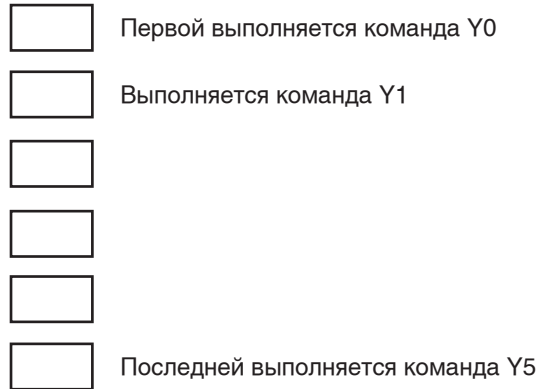 Первой выполняется команда Y0
Выполняется команда Y1
Последней выполняется команда Y5